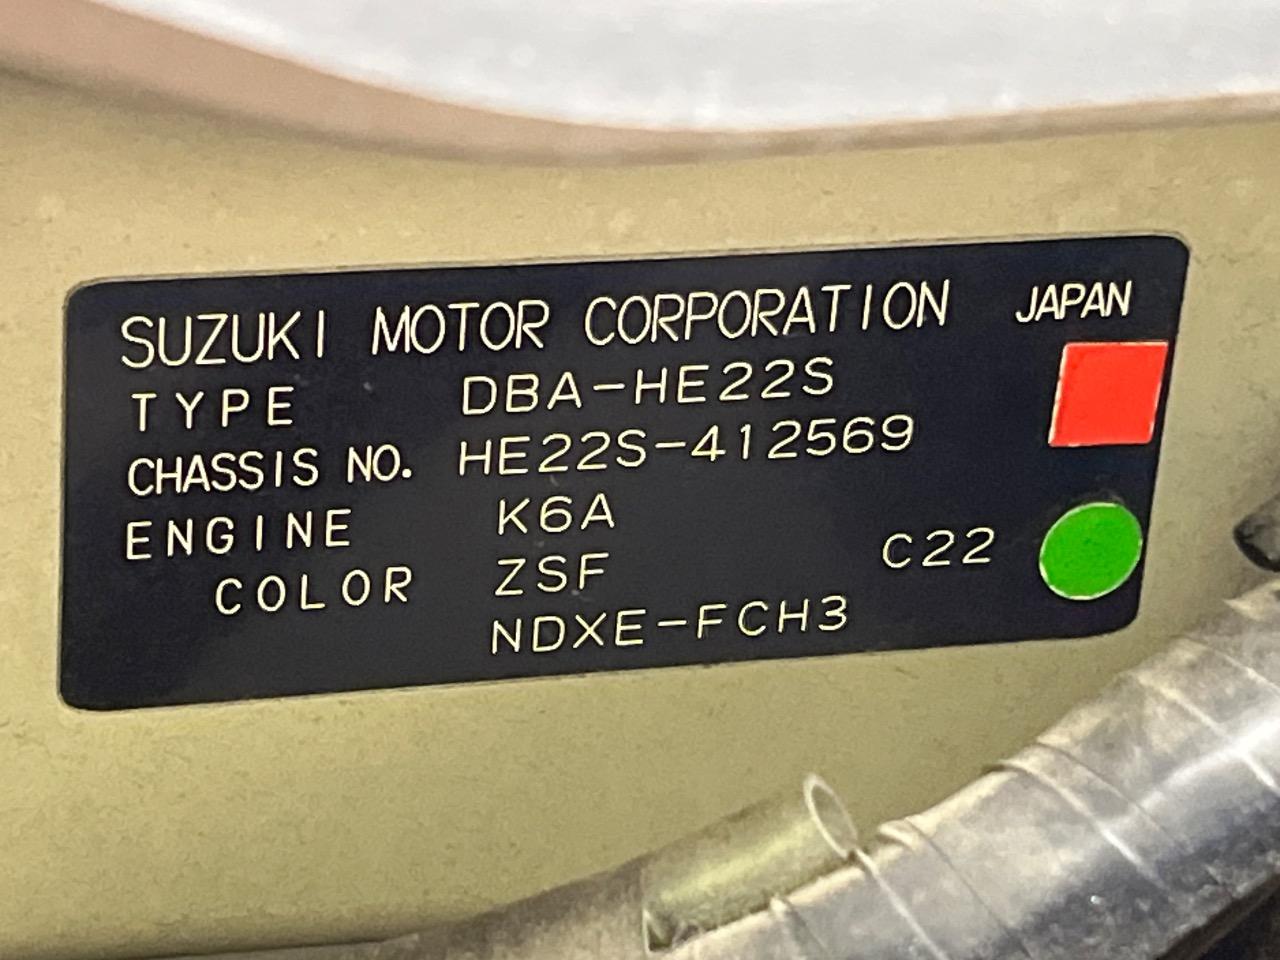 SUZUKI MOTOR CORPORATION JAPAN
TYPE DBA-HE22S
CHASSIS NO. HE22S-412569
ENGINE K6A
COLOR ZSF C22
NDXE-FCH3